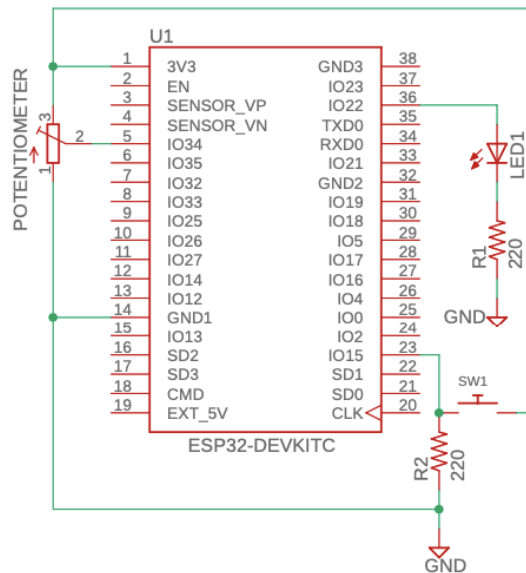 U1
1 3V3 GND3 38
2 EN IO23 37
3 SENSOR_VP IO22 36
4 SENSOR_VN TXD0 35
5 IO34 RXD0 34
6 IO35 IO21 33
7 IO32 GND2 32
8 IO33 IO19 31
9 IO25 IO18 30
10 IO26 IO5 29
11 IO27 IO17 28
12 IO14 IO16 27
13 IO12 IO4 26
14 GND1 IO0 25
15 IO13 IO2 24
16 SD2 IO15 23
17 SD3 SD1 22
18 CMD SD0 21
19 EXT_5V CLK 20
ESP32-DEVKITC
POTENTIOMETER
3
2
1
LED1
R1
220
GND
SW1
R2
220
GND